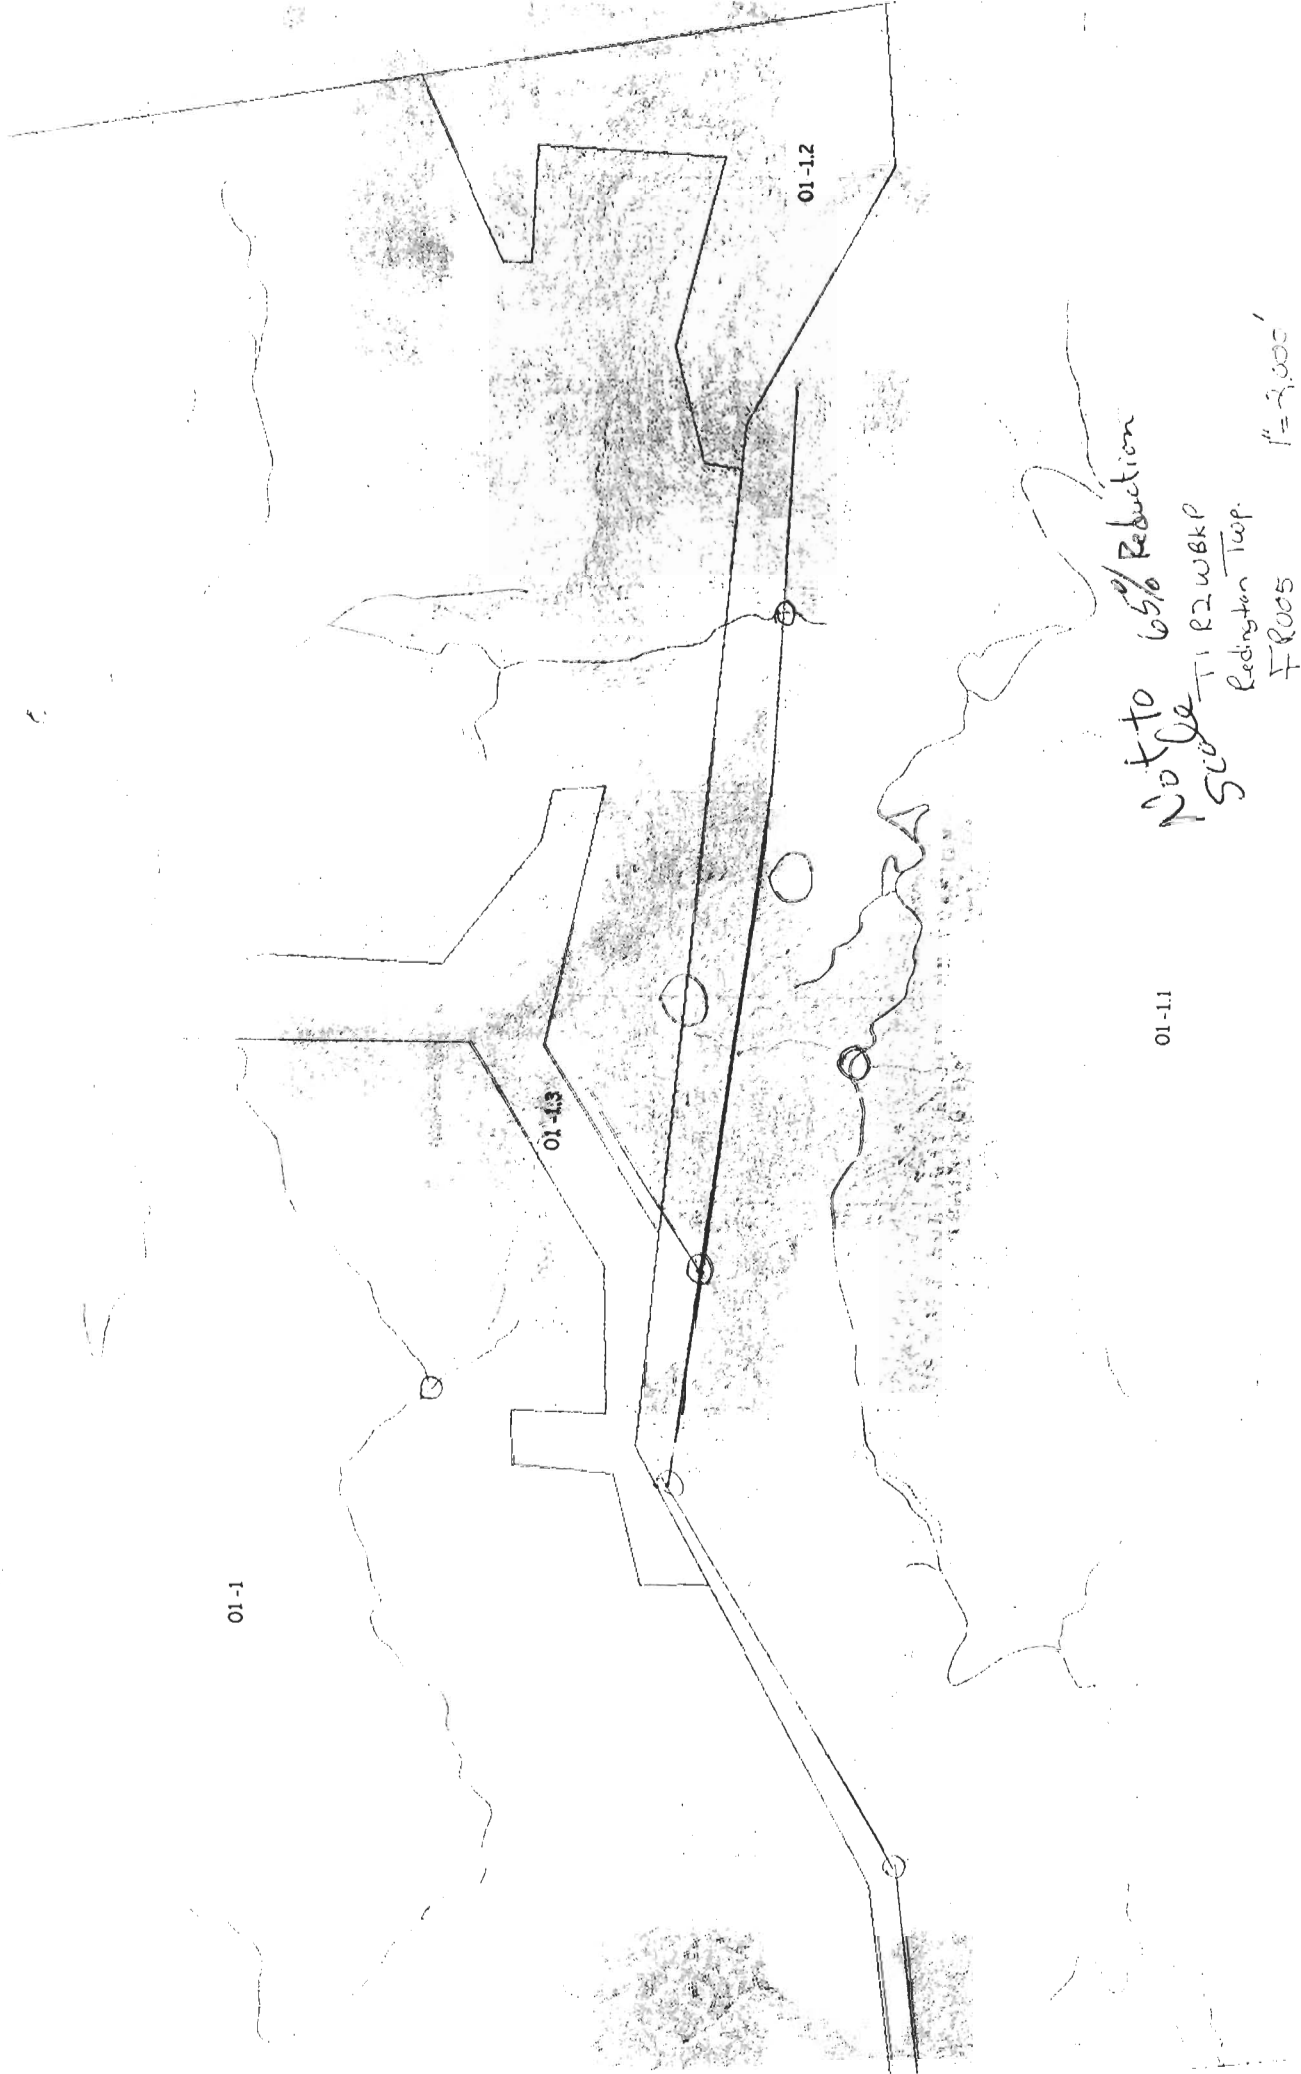 01-1.2
01-1.3
01-1
01-1.1
Not to 65% Reduction
Scale T1 R2 WBKP
Redington Twp.
FR005 1"=2,000'